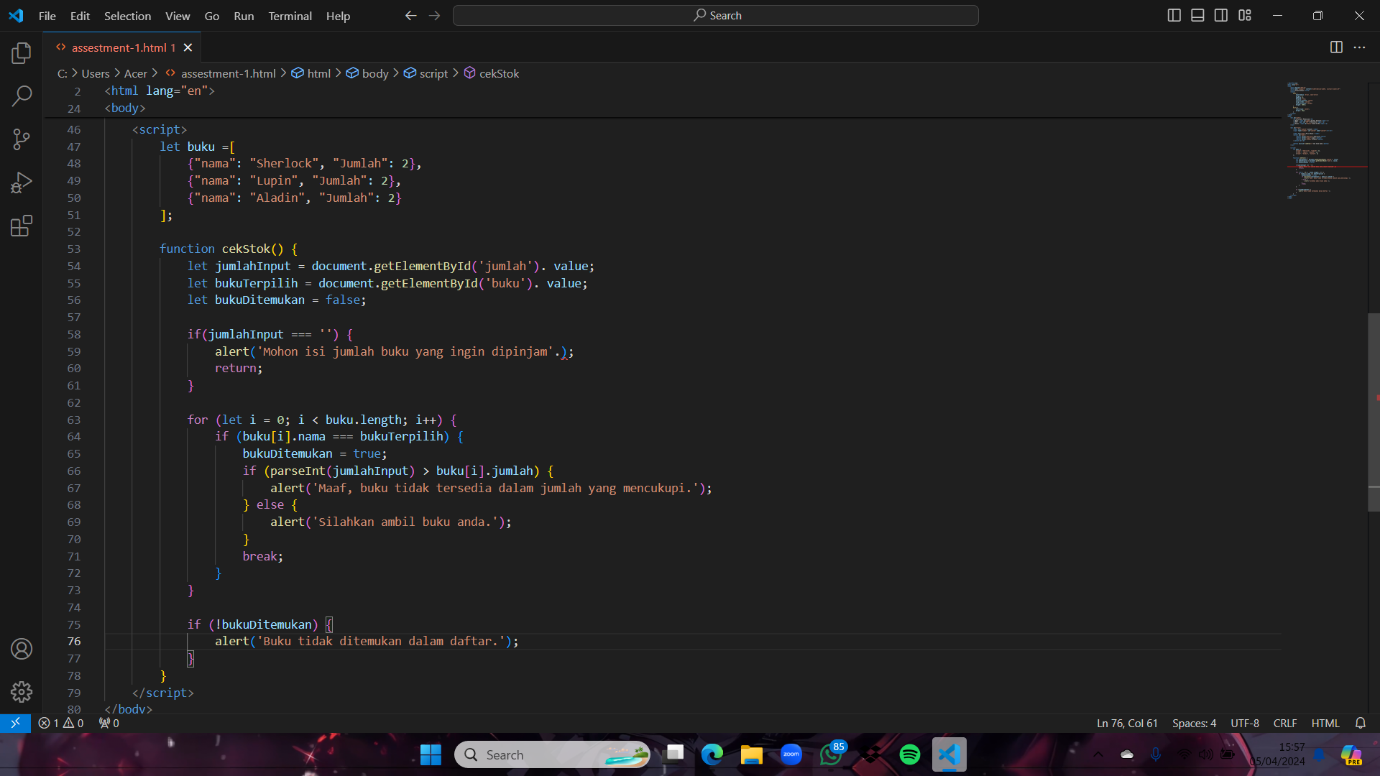 File Edit Selection View Go Run Terminal Help Search
assestment-1.html 1
C: > Users > Acer > assestment-1.html > html > body > script > cekStok
2 <html lang="en">
24 <body>
46 <script>
47 let buku =[
48 {"nama": "Sherlock", "Jumlah": 2},
49 {"nama": "Lupin", "Jumlah": 2},
50 {"nama": "Aladin", "Jumlah": 2}
51 ];
52
53 function cekStok() {
54 let jumlahInput = document.getElementById('jumlah'). value;
55 let bukuTerpilih = document.getElementById('buku'). value;
56 let bukuDitemukan = false;
57
58 if(jumlahInput === '') {
59 alert('Mohon isi jumlah buku yang ingin dipinjam'.);
60 return;
61 }
62
63 for (let i = 0; i < buku.length; i++) {
64 if (buku[i].nama === bukuTerpilih) {
65 bukuDitemukan = true;
66 if (parseInt(jumlahInput) > buku[i].jumlah) {
67 alert('Maaf, buku tidak tersedia dalam jumlah yang mencukupi.');
68 } else {
69 alert('Silahkan ambil buku anda.');
70 }
71 break;
72 }
73 }
74
75 if (!bukuDitemukan) {
76 alert('Buku tidak ditemukan dalam daftar.');
77 }
78 }
79 </script>
80 </body>
1 0 0 Ln 76, Col 61 Spaces: 4 UTF-8 CRLF HTML
Search zoom 85 15:57
05/04/2024 PRE